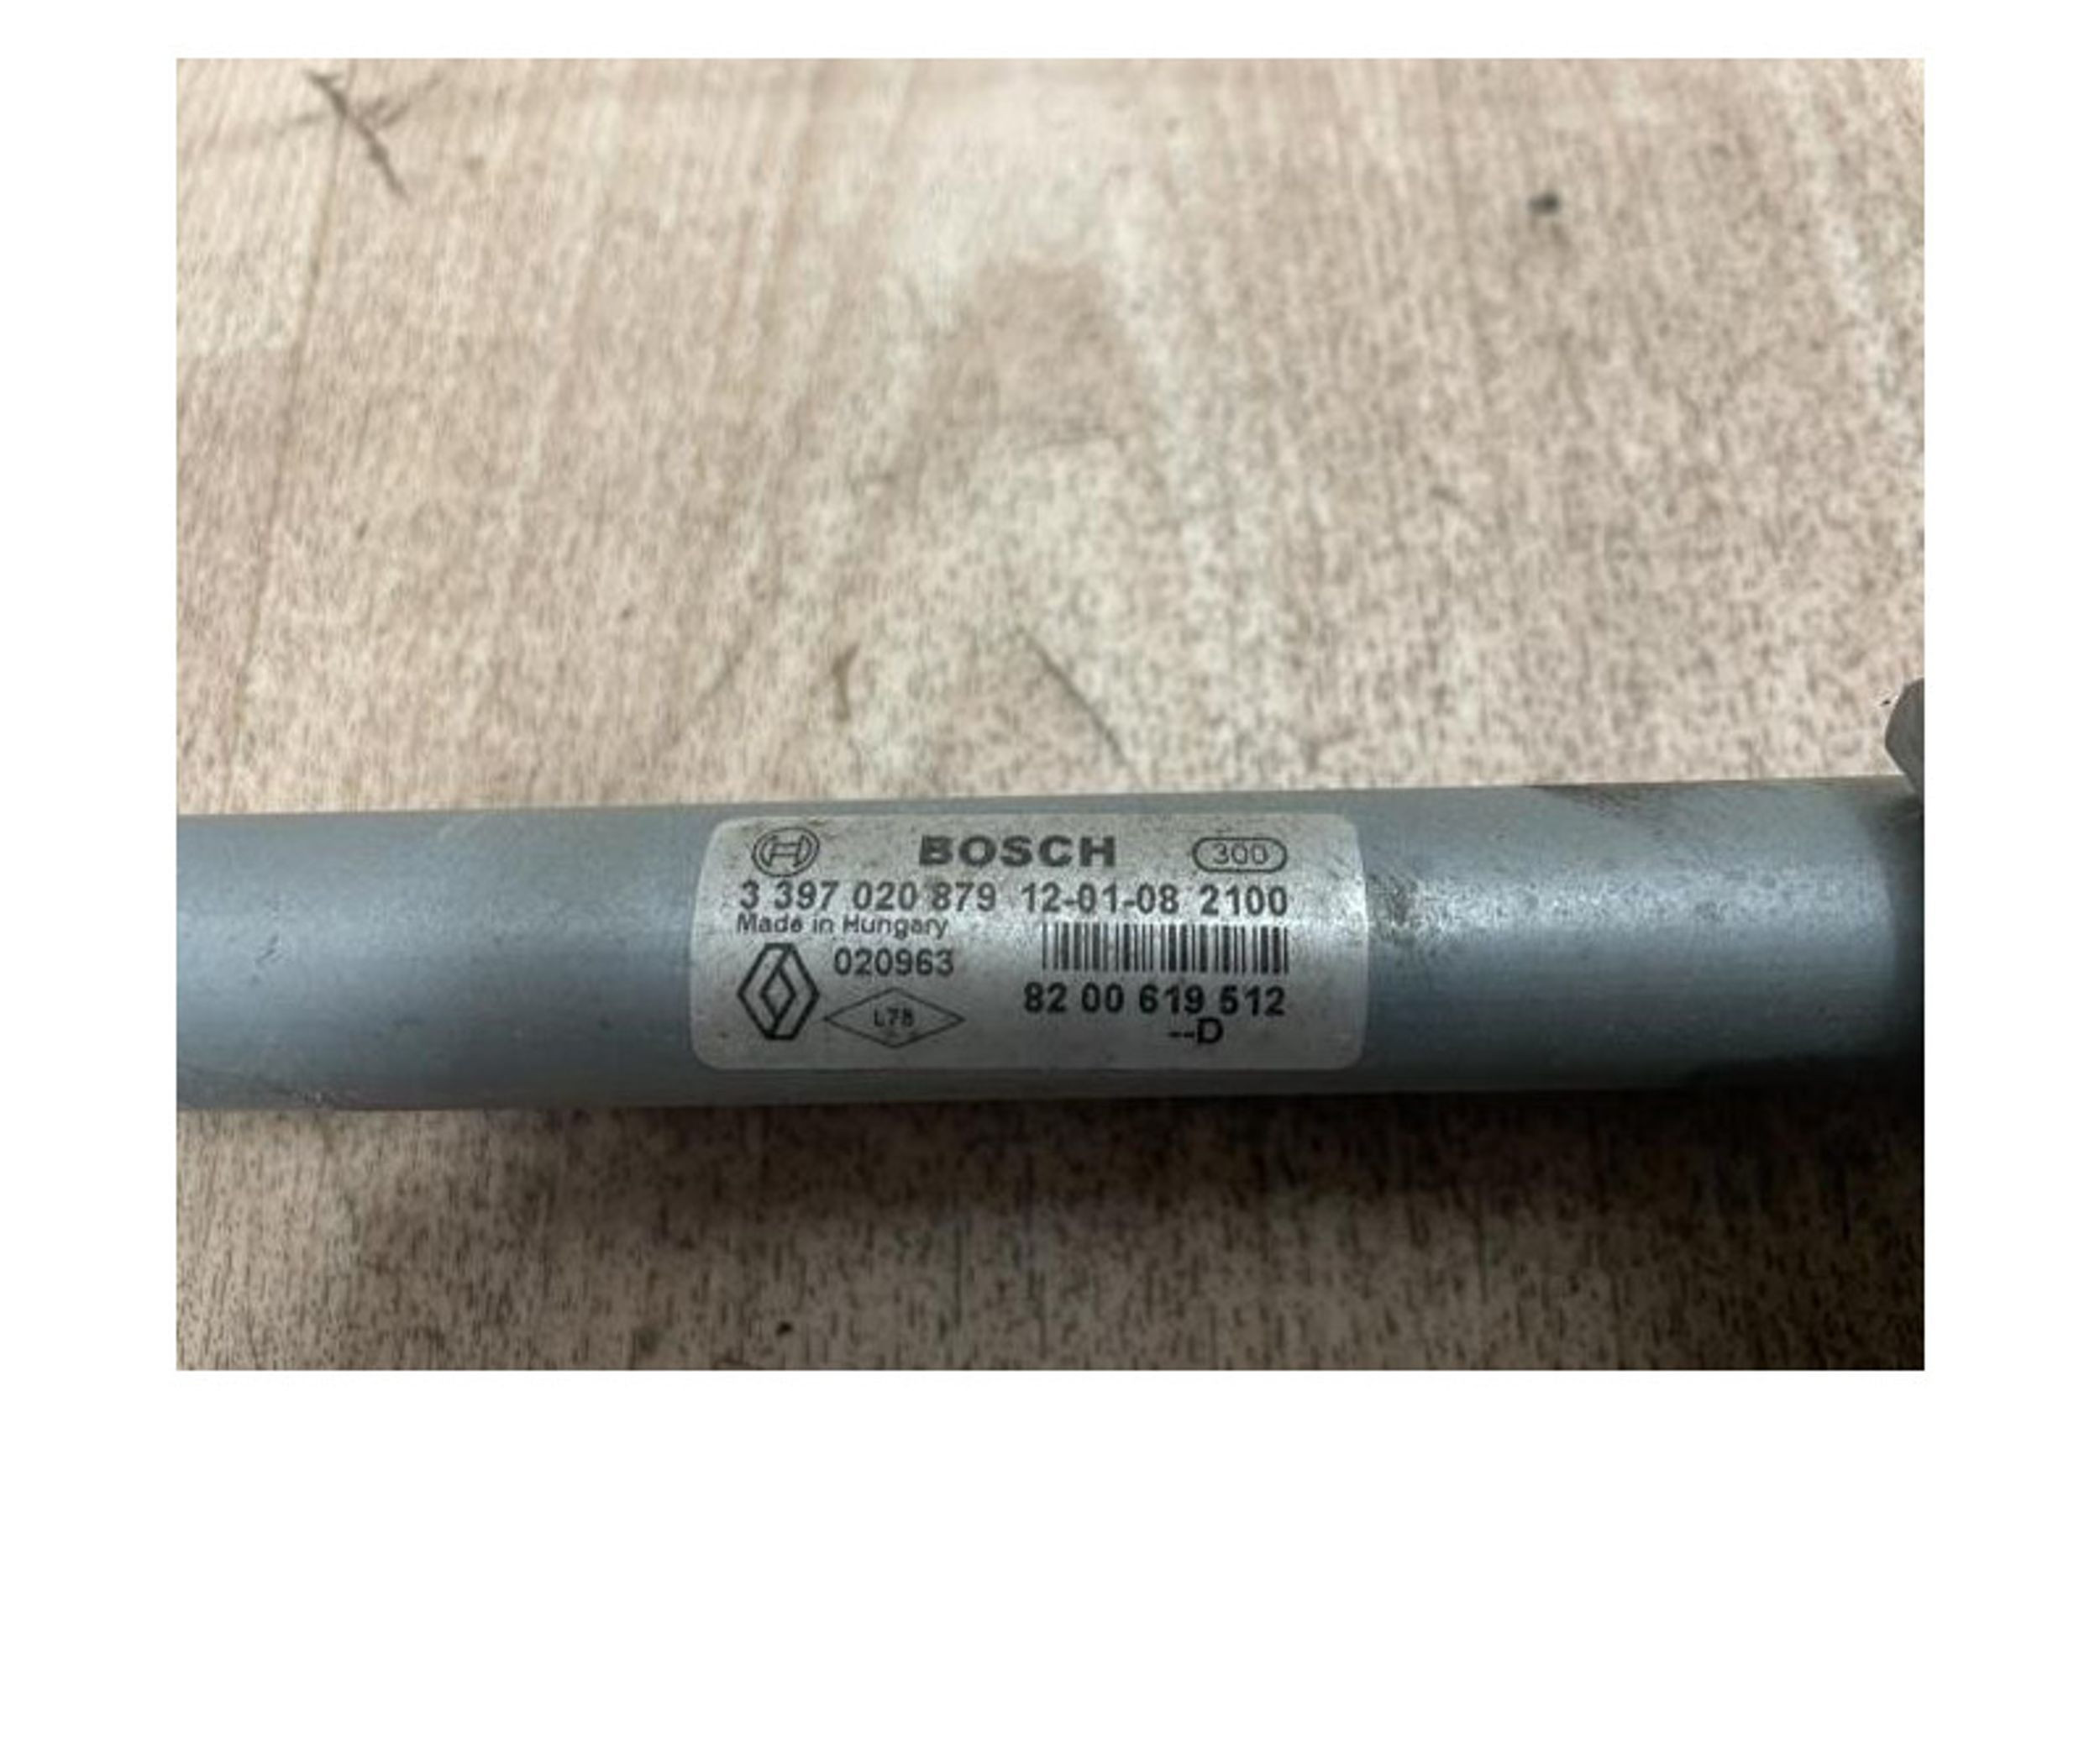 BOSCH 300
3 397 020 879 12-01-08 2100
Made in Hungary
020963
L78
82 00 619 512
--D